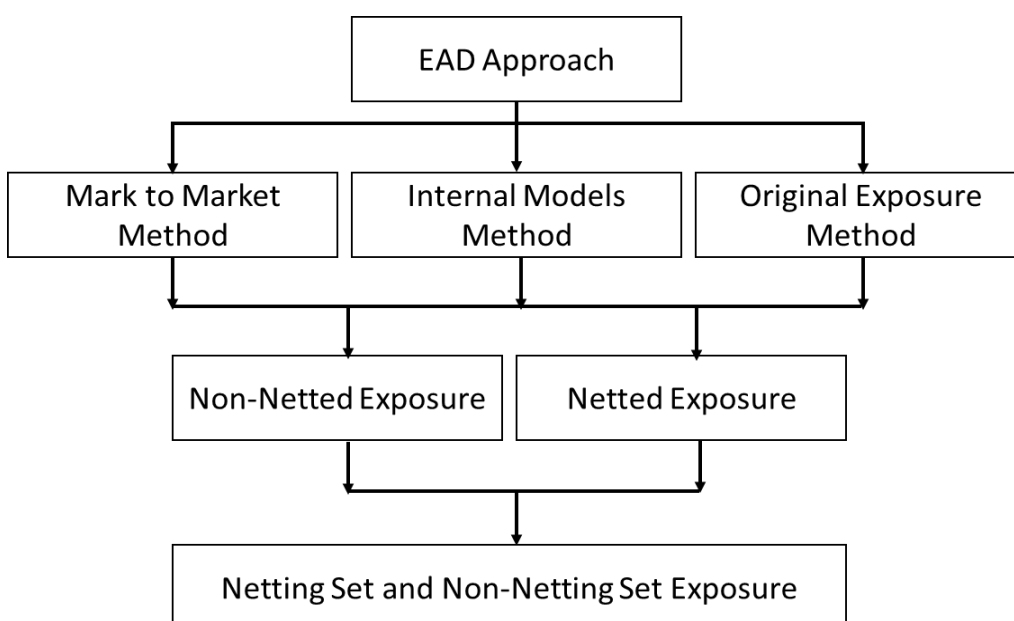 EAD Approach
Mark to Market
Method
Internal Models
Method
Original Exposure
Method
Non-Netted Exposure
Netted Exposure
Netting Set and Non-Netting Set Exposure